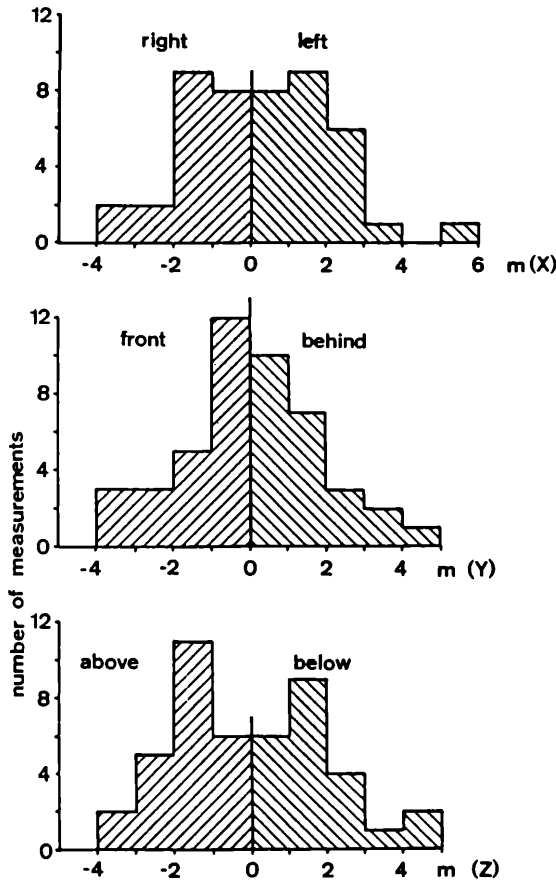 12
right left
8
4
0
-4 -2 0 2 4 6 m (X)
12
front behind
8
4
0
-4 -2 0 2 4 m (Y)
number of measurements
12
above below
8
4
0
-4 -2 0 2 4 m (Z)